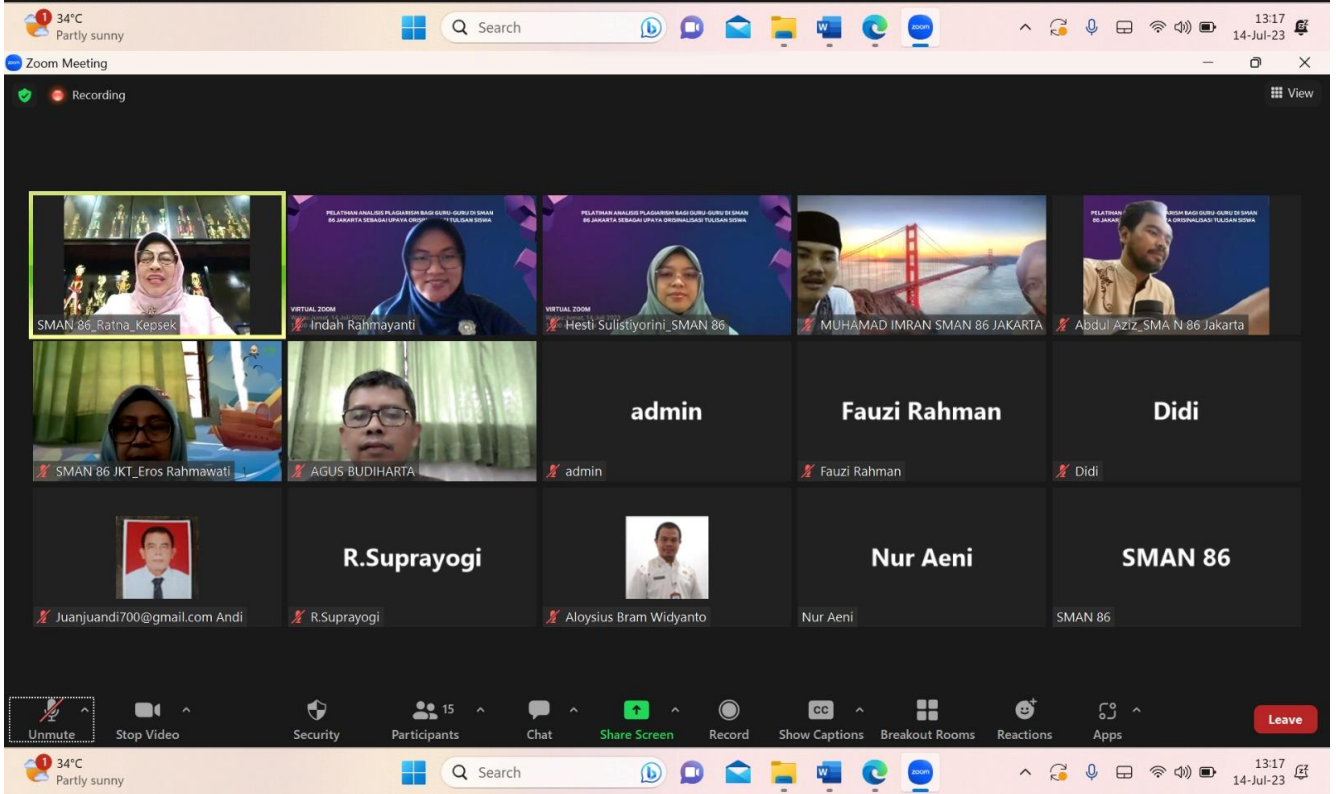 1
34°C
Partly sunny
Search
W
zoom
13:17
14-Jul-23
zoom Zoom Meeting
Recording
View
PELATIHAN ANALISIS PLAGIARISM BAGI GURU-GURU DI SMAN
86 JAKARTA SEBAGAI UPAYA ORISINALISASI TULISAN SISWA
VIRTUAL ZOOM
PELATIHAN ANALISIS PLAGIARISM BAGI GURU-GURU DI SMAN
86 JAKARTA SEBAGAI UPAYA ORISINALISASI TULISAN SISWA
VIRTUAL ZOOM
SMAN 86_Ratna_Kepsek
Indah Rahmayanti
Hesti Sulistiyorini_SMAN 86
MUHAMAD IMRAN SMAN 86 JAKARTA
Abdul Aziz_SMA N 86 Jakarta
SMAN 86 JKT_Eros Rahmawati
AGUS BUDIHARTA
admin
admin
Fauzi Rahman
Fauzi Rahman
Didi
Didi
Juanjuandi700@gmail.com Andi
R.Suprayogi
R.Suprayogi
Aloysius Bram Widyanto
Nur Aeni
Nur Aeni
SMAN 86
SMAN 86
Unmute
Stop Video
Security
15
Participants
Chat
Share Screen
Record
CC
Show Captions
Breakout Rooms
Reactions
Apps
Leave
1
34°C
Partly sunny
Search
W
zoom
13:17
14-Jul-23